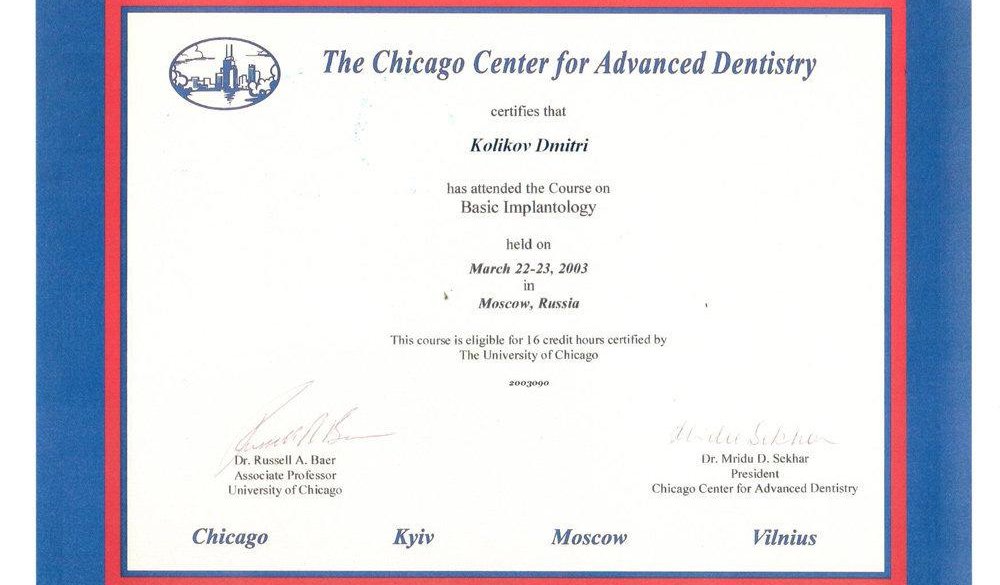 The Chicago Center for Advanced Dentistry
certifies that
Kolikov Dmitri
has attended the Course on
Basic Implantology
held on
March 22-23, 2003
in
Moscow, Russia
This course is eligible for 16 credit hours certified by
The University of Chicago
2003090
Dr. Russell A. Baer
Associate Professor
University of Chicago
Mridu Sekhar
Dr. Mridu D. Sekhar
President
Chicago Center for Advanced Dentistry
Chicago Kyiv Moscow Vilnius